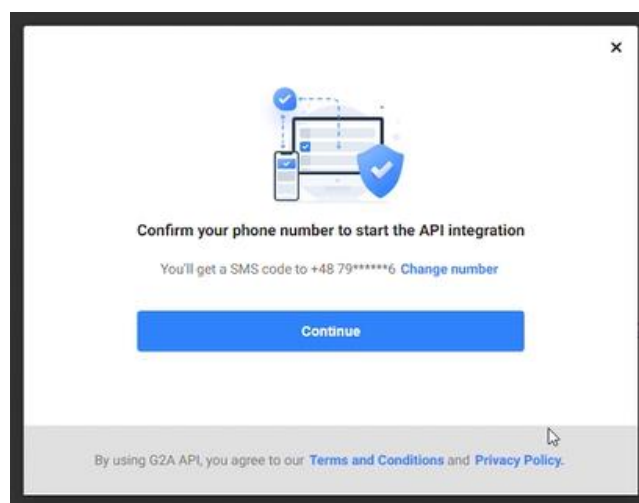 Confirm your phone number to start the API integration
You'll get a SMS code to +48 79******6 Change number
Continue
By using G2A API, you agree to our Terms and Conditions and Privacy Policy.